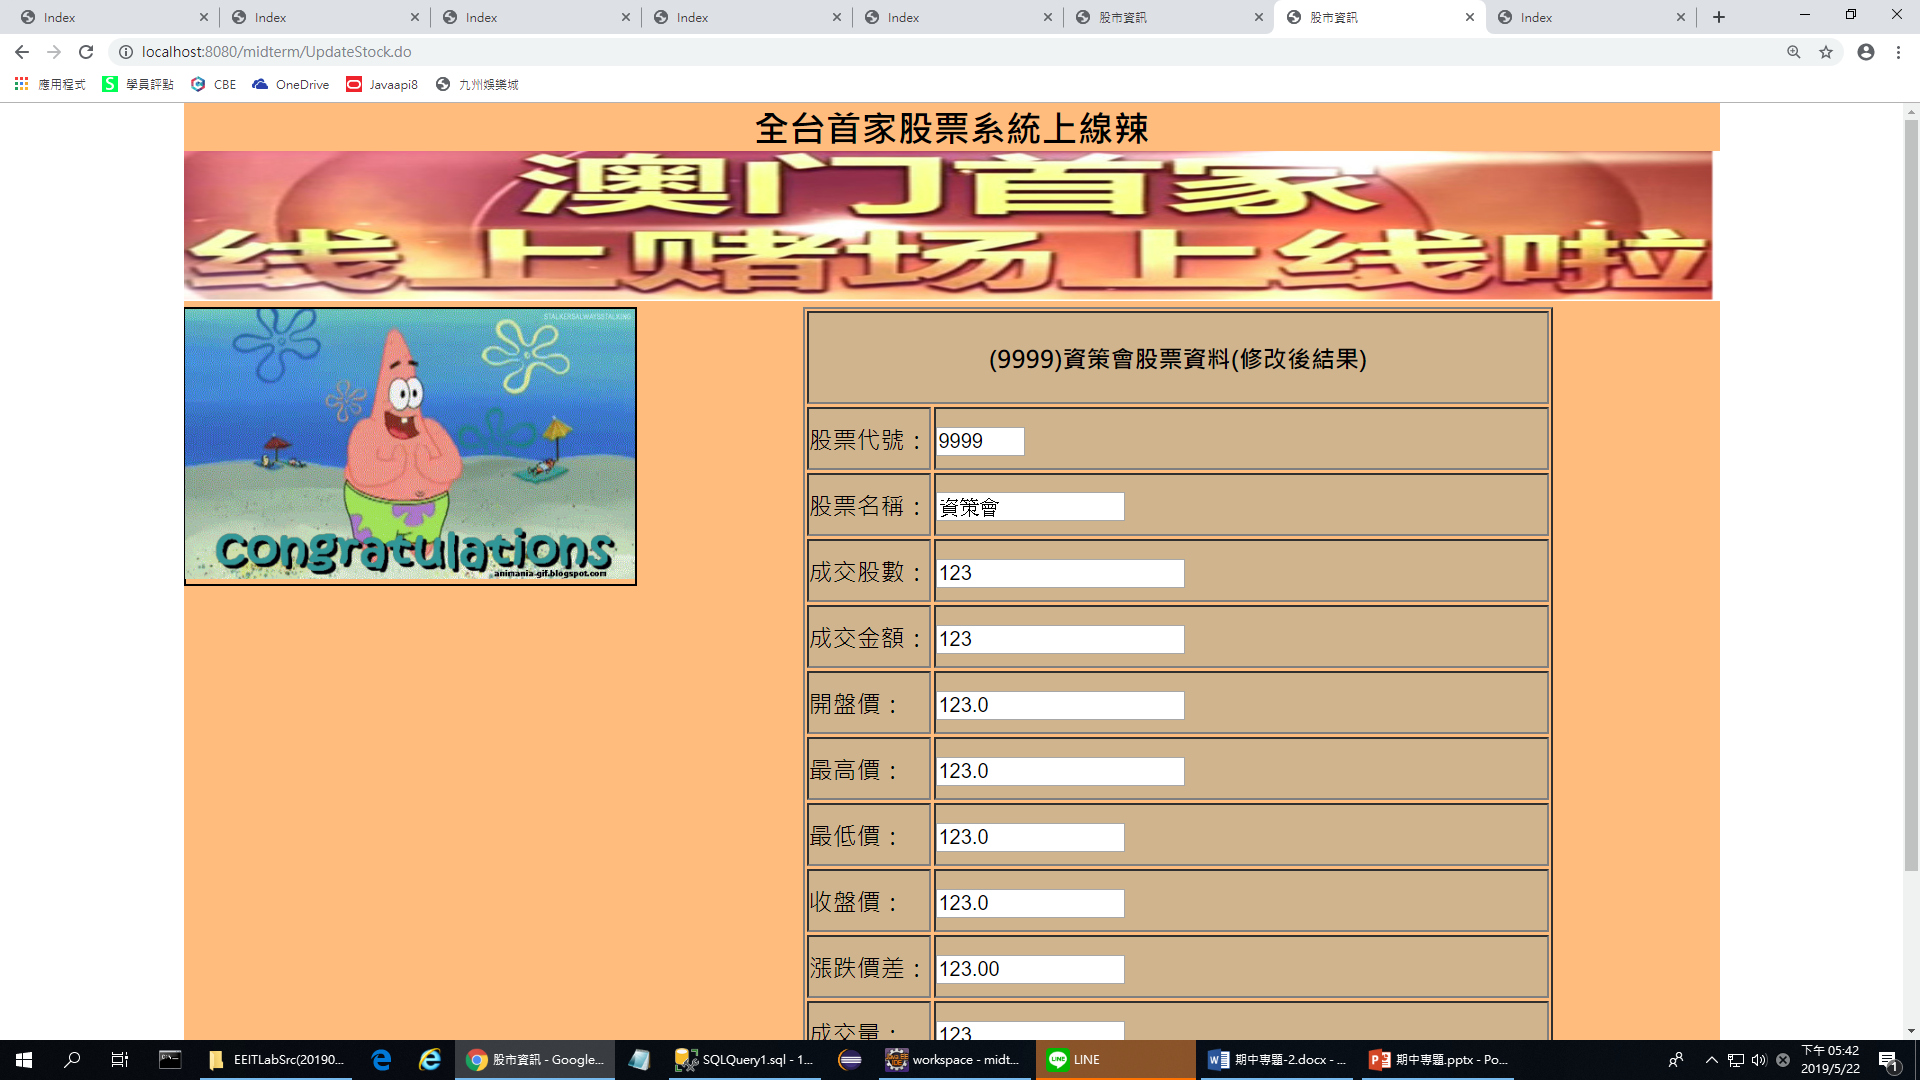 Index
Index
Index
Index
Index
股市資訊
股市資訊
Index
localhost:8080/midterm/UpdateStock.do
應用程式
學員評點
CBE
OneDrive
Javaapi8
九州娛樂城
全台首家股票系統上線辣
澳门首家
线上赌场上线啦
STALKERSALWAYSSTALKING
congratulations
animania-gif.blogspot.com
(9999)資策會股票資料(修改後結果)
股票代號：
9999
股票名稱：
資策會
成交股數：
123
成交金額：
123
開盤價：
123.0
最高價：
123.0
最低價：
123.0
收盤價：
123.0
漲跌價差：
123.00
成交量：
123
EEITLabSrc(20190...
股市資訊 - Google...
SQLQuery1.sql - 1...
workspace - midt...
LINE
期中專題-2.docx - ...
期中專題.pptx - Po...
下午 05:42
2019/5/22
1